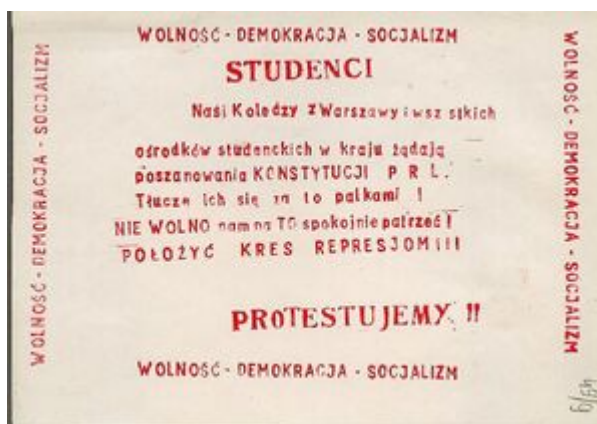 WOLNOŚĆ - DEMOKRACJA - SOCJALIZM
STUDENCI
Nasi Koledzy z Warszawy i wsz stkich
ośrodków studenckich w kraju żądają
poszanowania KONSTYTUCJI P R L.
Tłucze ich się za to pałkami !
NIE WOLNO nam na TO spokojnie patrzeć !
POŁOŻYĆ KRES REPRESJOM !!!
PROTESTUJEMY !!
WOLNOŚĆ - DEMOKRACJA - SOCJALIZM
WOLNOŚĆ - DEMOKRACJA - SOCJALIZM
WOLNOŚĆ - DEMOKRACJA - SOCJALIZM